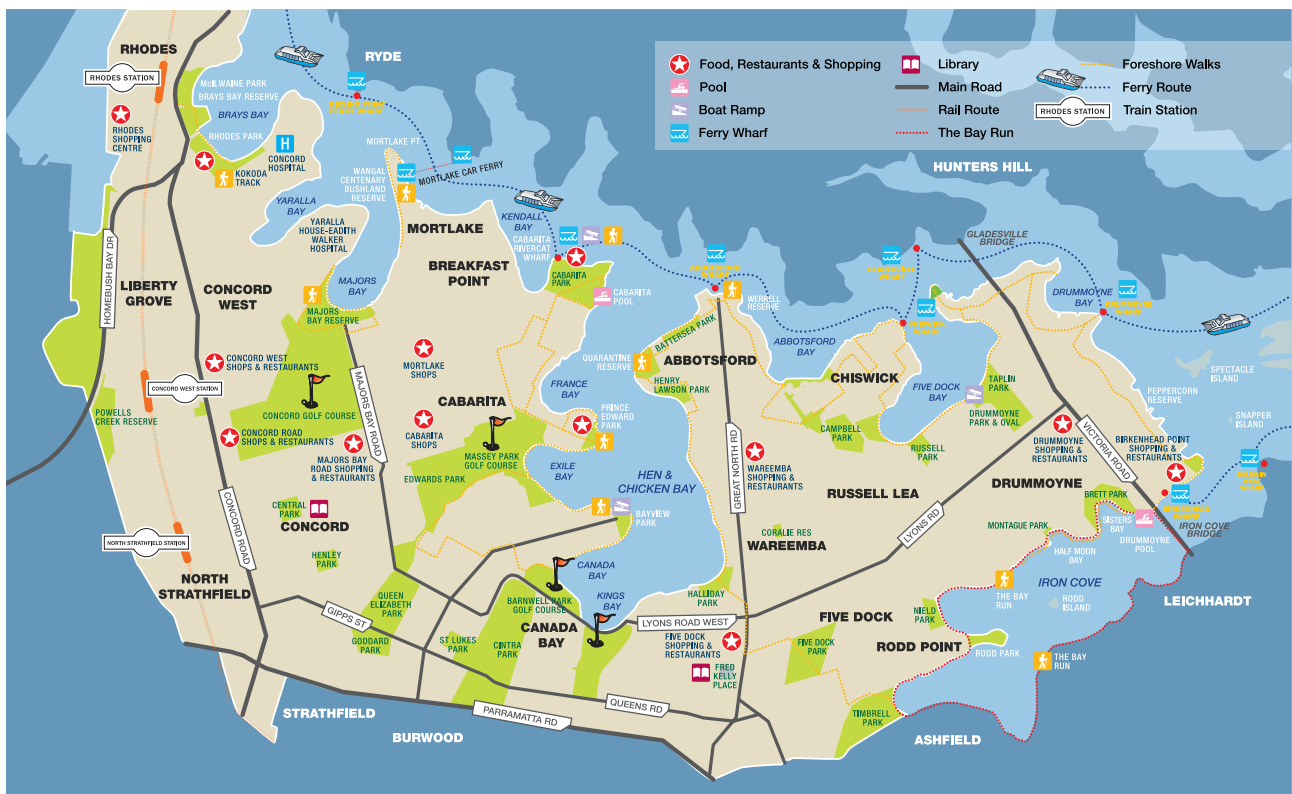 RHODES
RHODES STATION
RHODES
SHOPPING
CENTRE
McILWAINE PARK
BRAYS BAY RESERVE
BRAYS BAY
RHODES PARK
H
CONCORD
HOSPITAL
KOKODA
TRACK
RYDE
Food, Restaurants & Shopping
Pool
Boat Ramp
Ferry Wharf
Library
Main Road
Rail Route
The Bay Run
Foreshore Walks
Ferry Route
RHODES STATION
Train Station
HUNTERS HILL
MORTLAKE PT
WANGAL
CENTENARY
BUSHLAND
RESERVE
MORTLAKE CAR FERRY
YARALLA
BAY
YARALLA
HOUSE-EADITH
WALKER
HOSPITAL
MORTLAKE
KENDALL
BAY
CABARITA
RIVERCAT
WHARF
BREAKFAST
POINT
CABARITA
PARK
CABARITA
POOL
MAJORS
BAY
MAJORS
BAY RESERVE
HOMEBUSH BAY DR
LIBERTY
GROVE
CONCORD
WEST
WERRELL
RESERVE
BATTERSEA PARK
ABBOTSFORD
ABBOTSFORD
BAY
GLADESVILLE
BRIDGE
DRUMMOYNE
BAY
SPECTACLE
ISLAND
SNAPPER
ISLAND
PEPPERCORN
RESERVE
CONCORD WEST
SHOPS & RESTAURANTS
CONCORD WEST STATION
CONCORD GOLF COURSE
MAJORS BAY ROAD
MORTLAKE
SHOPS
QUARANTINE
RESERVE
HENRY
LAWSON PARK
FRANCE
BAY
CABARITA
CABARITA
SHOPS
PRINCE
EDWARD
PARK
CHISWICK
FIVE DOCK
BAY
TAPLIN
PARK
DRUMMOYNE
PARK & OVAL
CAMPBELL
PARK
RUSSELL
PARK
POWELLS
CREEK RESERVE
CONCORD ROAD
SHOPS & RESTAURANTS
MAJORS BAY
ROAD SHOPPING
& RESTAURANTS
MASSEY PARK
GOLF COURSE
EDWARDS PARK
EXILE
BAY
HEN &
CHICKEN BAY
BAYVIEW
PARK
GREAT NORTH RD
WAREEMBA
SHOPPING &
RESTAURANTS
RUSSELL LEA
LYONS RD
DRUMMOYNE
SHOPPING &
RESTAURANTS
VICTORIA ROAD
BIRKENHEAD POINT
SHOPPING &
RESTAURANTS
DRUMMOYNE
BRETT PARK
SISTERS
BAY
DRUMMOYNE
POOL
IRON COVE
BRIDGE
MONTAGUE PARK
HALF MOON
BAY
CENTRAL
PARK
CONCORD
HENLEY
PARK
CONCORD ROAD
NORTH STRATHFIELD STATION
NORTH
STRATHFIELD
CORALIE RES
WAREEMBA
CANADA
BAY
KINGS
BAY
BARNWELL PARK
GOLF COURSE
CANADA
BAY
HALLIDAY
PARK
LYONS ROAD WEST
QUEEN
ELIZABETH
PARK
GIPPS ST
GODDARD
PARK
ST LUKES
PARK
CINTRA
PARK
FIVE DOCK
SHOPPING &
RESTAURANTS
FRED
KELLY
PLACE
FIVE DOCK
FIVE DOCK
PARK
RODD POINT
NIELD
PARK
THE BAY
RUN
IRON COVE
RODD
ISLAND
RODD PARK
THE BAY
RUN
LEICHHARDT
TIMBRELL
PARK
ASHFIELD
QUEENS RD
PARRAMATTA RD
STRATHFIELD
BURWOOD